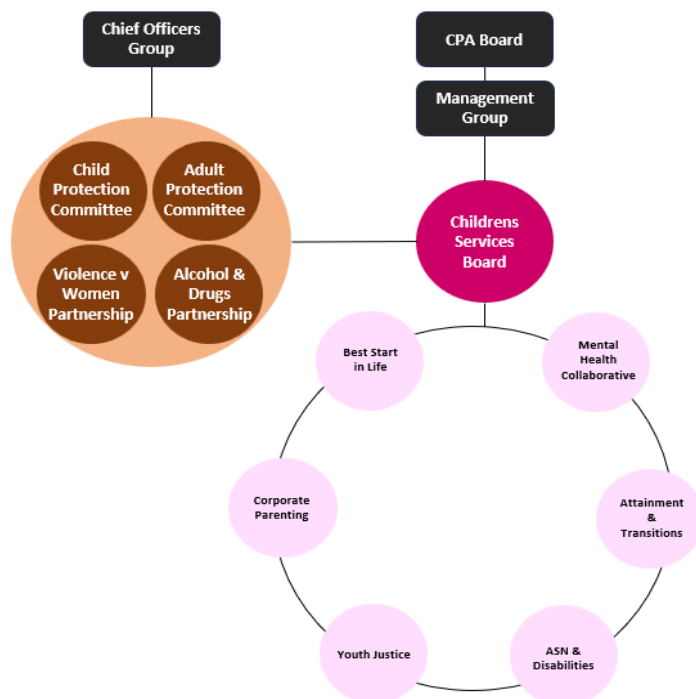 Chief Officers
Group
CPA Board
Management
Group
Child
Protection
Committee
Adult
Protection
Committee
Violence v
Women
Partnership
Alcohol &
Drugs
Partnership
Childrens
Services
Board
Best Start
in Life
Mental
Health
Collaborative
Corporate
Parenting
Attainment
&
Transitions
Youth Justice
ASN &
Disabilities